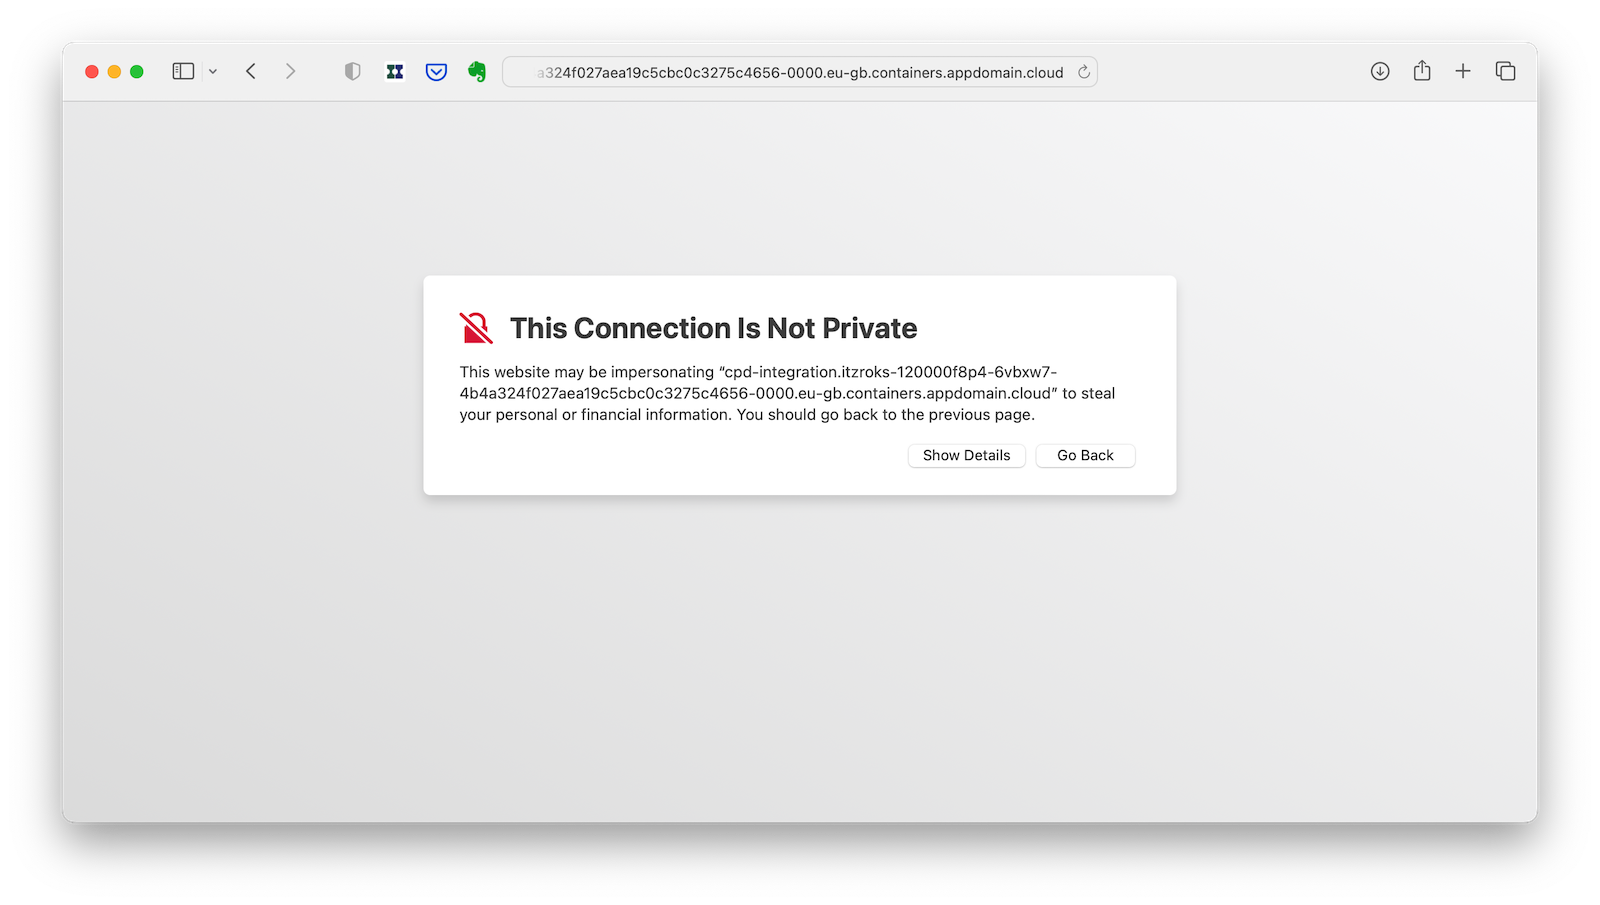 a324f027aea19c5cbc0c3275c4656-0000.eu-gb.containers.appdomain.cloud
This Connection Is Not Private
This website may be impersonating “cpd-integration.itzroks-120000f8p4-6vbxw7-
4b4a324f027aea19c5cbc0c3275c4656-0000.eu-gb.containers.appdomain.cloud” to steal
your personal or financial information. You should go back to the previous page.
Show Details
Go Back